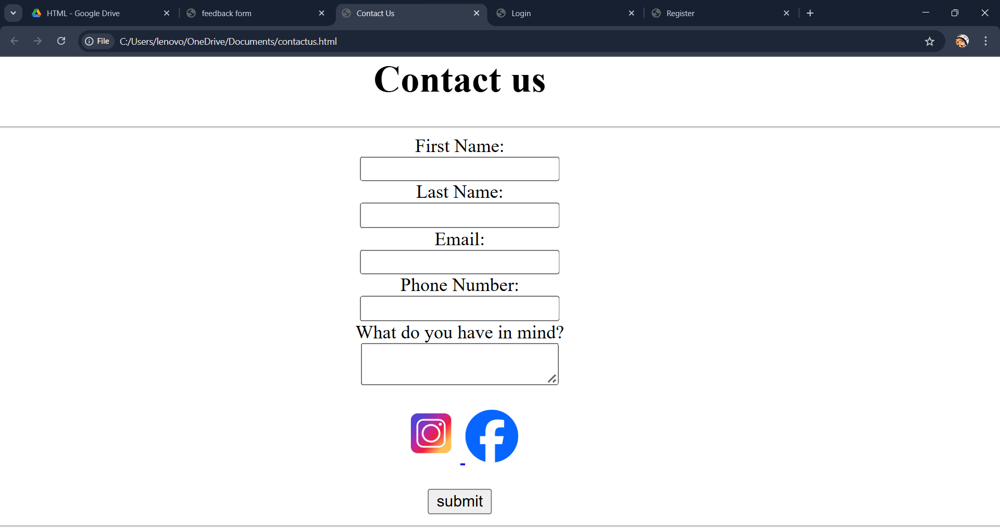 HTML - Google Drive
feedback form
Contact Us
Login
Register
File
C:/Users/lenovo/OneDrive/Documents/contactus.html
Contact us
First Name:
Last Name:
Email:
Phone Number:
What do you have in mind?
submit